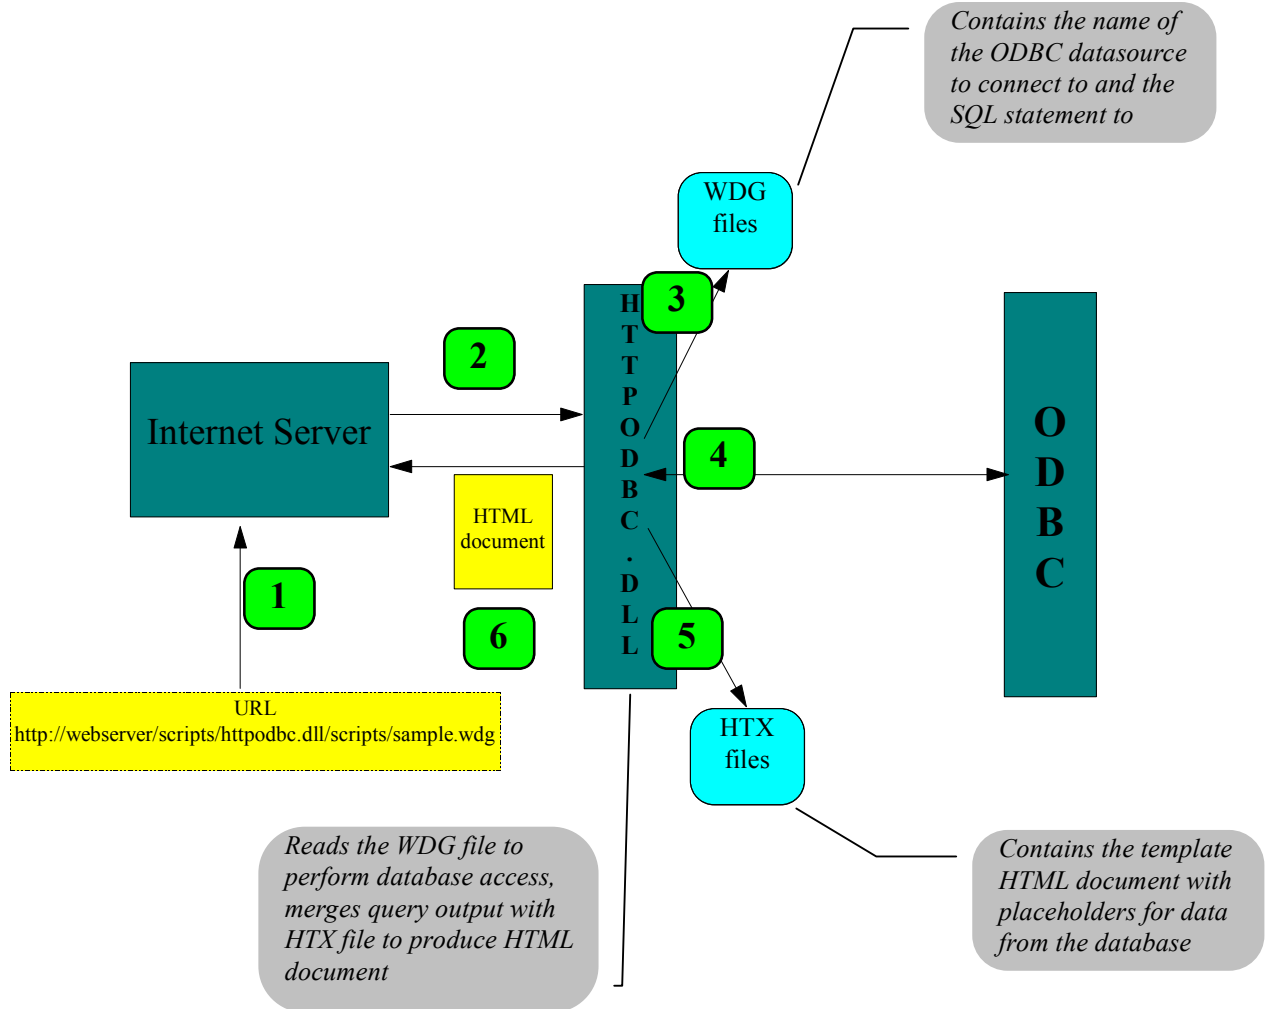 Contains the name of
the ODBC datasource
to connect to and the
SQL statement to
WDG
files
3
HTTPODBC.DLL
2
Internet Server
4
ODBC
HTML
document
1
6
5
URL
http://webserver/scripts/httpodbc.dll/scripts/sample.wdg
HTX
files
Reads the WDG file to
perform database access,
merges query output with
HTX file to produce HTML
document
Contains the template
HTML document with
placeholders for data
from the database